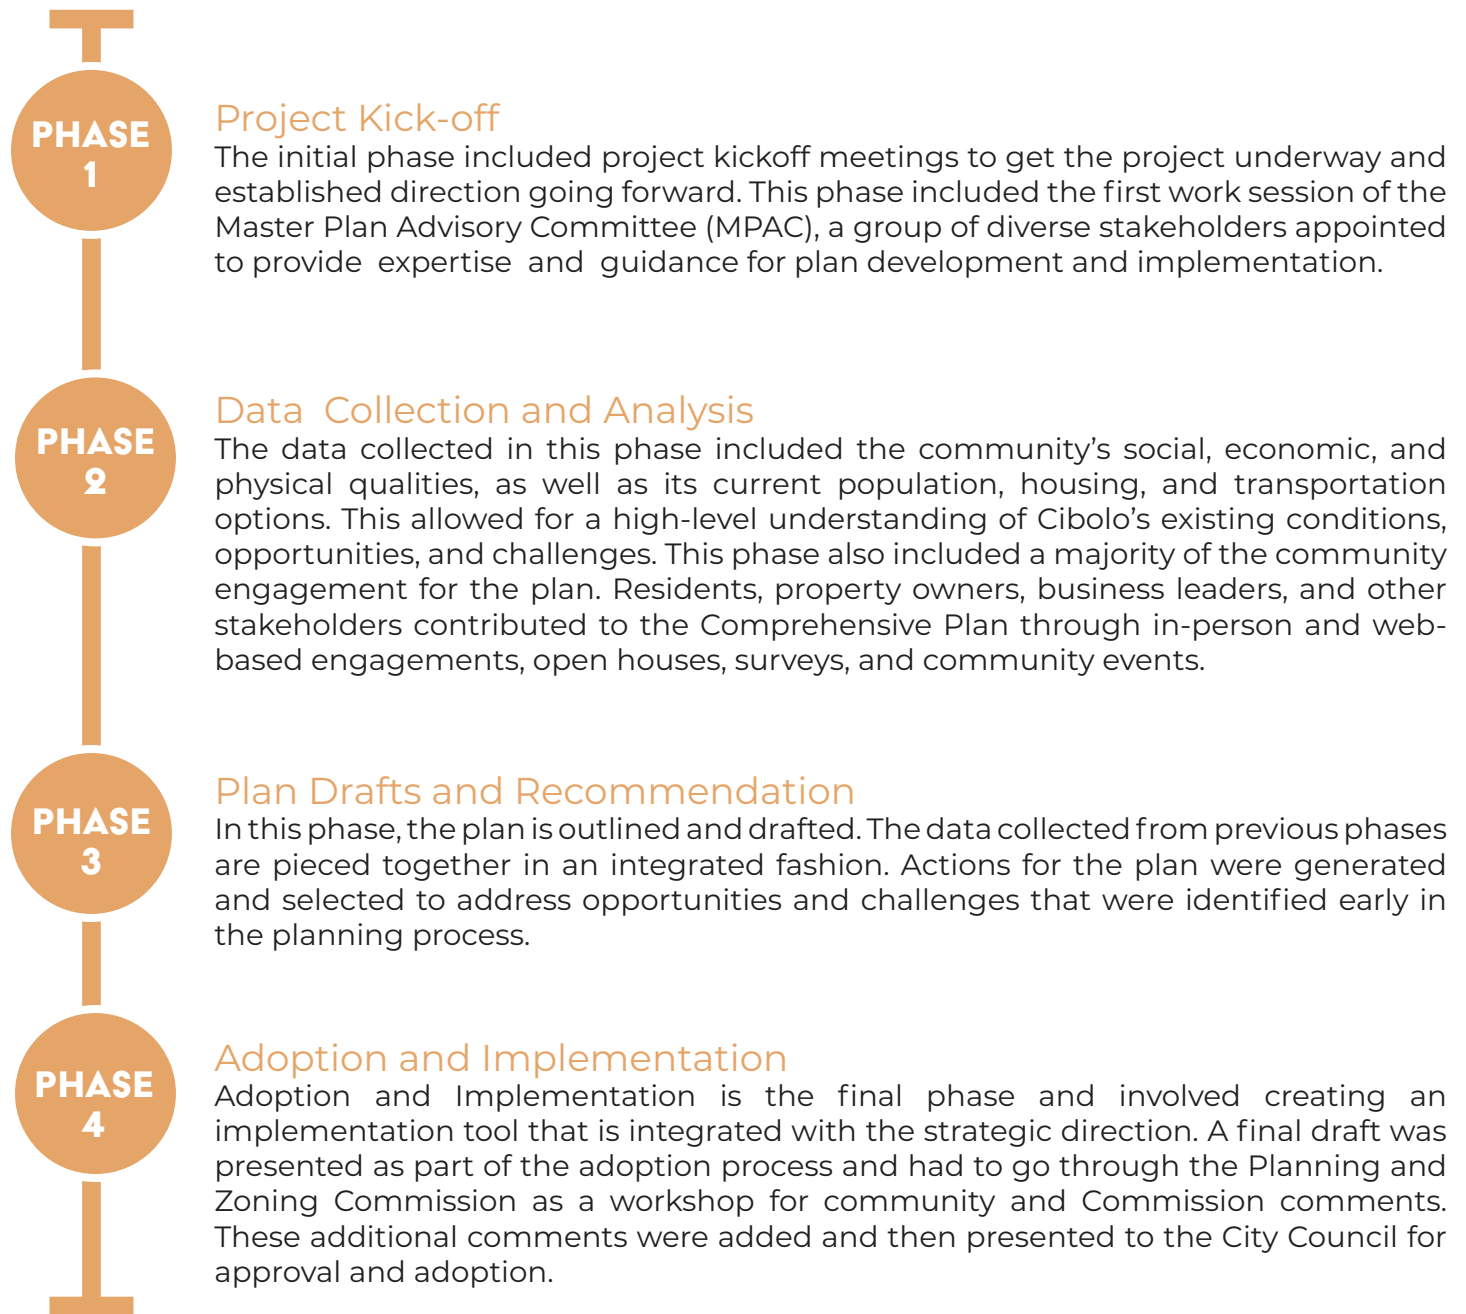 PHASE
1
Project Kick-off
The initial phase included project kickoff meetings to get the project underway and
established direction going forward. This phase included the first work session of the
Master Plan Advisory Committee (MPAC), a group of diverse stakeholders appointed
to provide expertise and guidance for plan development and implementation.
PHASE
2
Data Collection and Analysis
The data collected in this phase included the community’s social, economic, and
physical qualities, as well as its current population, housing, and transportation
options. This allowed for a high-level understanding of Cibolo’s existing conditions,
opportunities, and challenges. This phase also included a majority of the community
engagement for the plan. Residents, property owners, business leaders, and other
stakeholders contributed to the Comprehensive Plan through in-person and web-
based engagements, open houses, surveys, and community events.
PHASE
3
Plan Drafts and Recommendation
In this phase, the plan is outlined and drafted. The data collected from previous phases
are pieced together in an integrated fashion. Actions for the plan were generated
and selected to address opportunities and challenges that were identified early in
the planning process.
PHASE
4
Adoption and Implementation
Adoption and Implementation is the final phase and involved creating an
implementation tool that is integrated with the strategic direction. A final draft was
presented as part of the adoption process and had to go through the Planning and
Zoning Commission as a workshop for community and Commission comments.
These additional comments were added and then presented to the City Council for
approval and adoption.